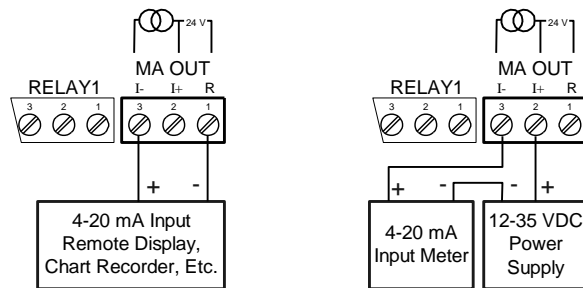 24 V
MA OUT
RELAY1 I- I+ R
3 2 1 3 2 1
+ -
4-20 mA Input
Remote Display,
Chart Recorder, Etc.
24 V
MA OUT
RELAY1 I- I+ R
3 2 1 3 2 1
+ - - +
4-20 mA
Input Meter
12-35 VDC
Power
Supply